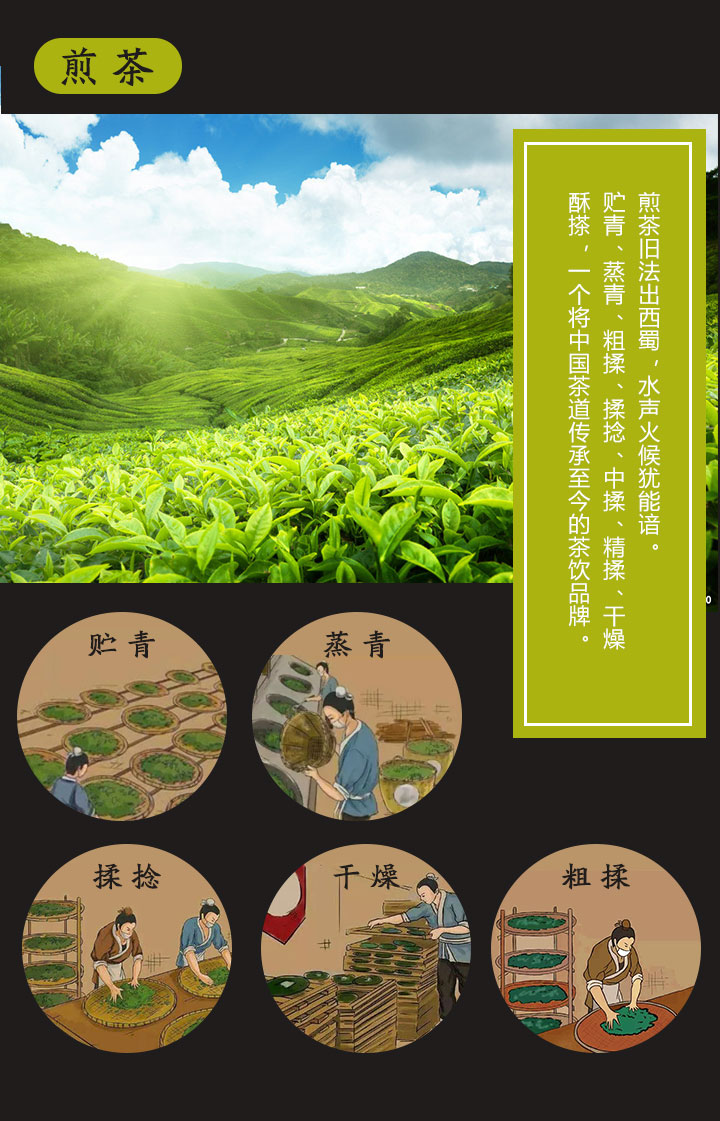 煎茶
煎茶旧法出西蜀，水声火候犹能谙。
贮青、蒸青、粗揉、揉捻、中揉、精揉、干燥
酥搽，一个将中国茶道传承至今的茶饮品牌。
贮青
蒸青
揉捻
干燥
粗揉